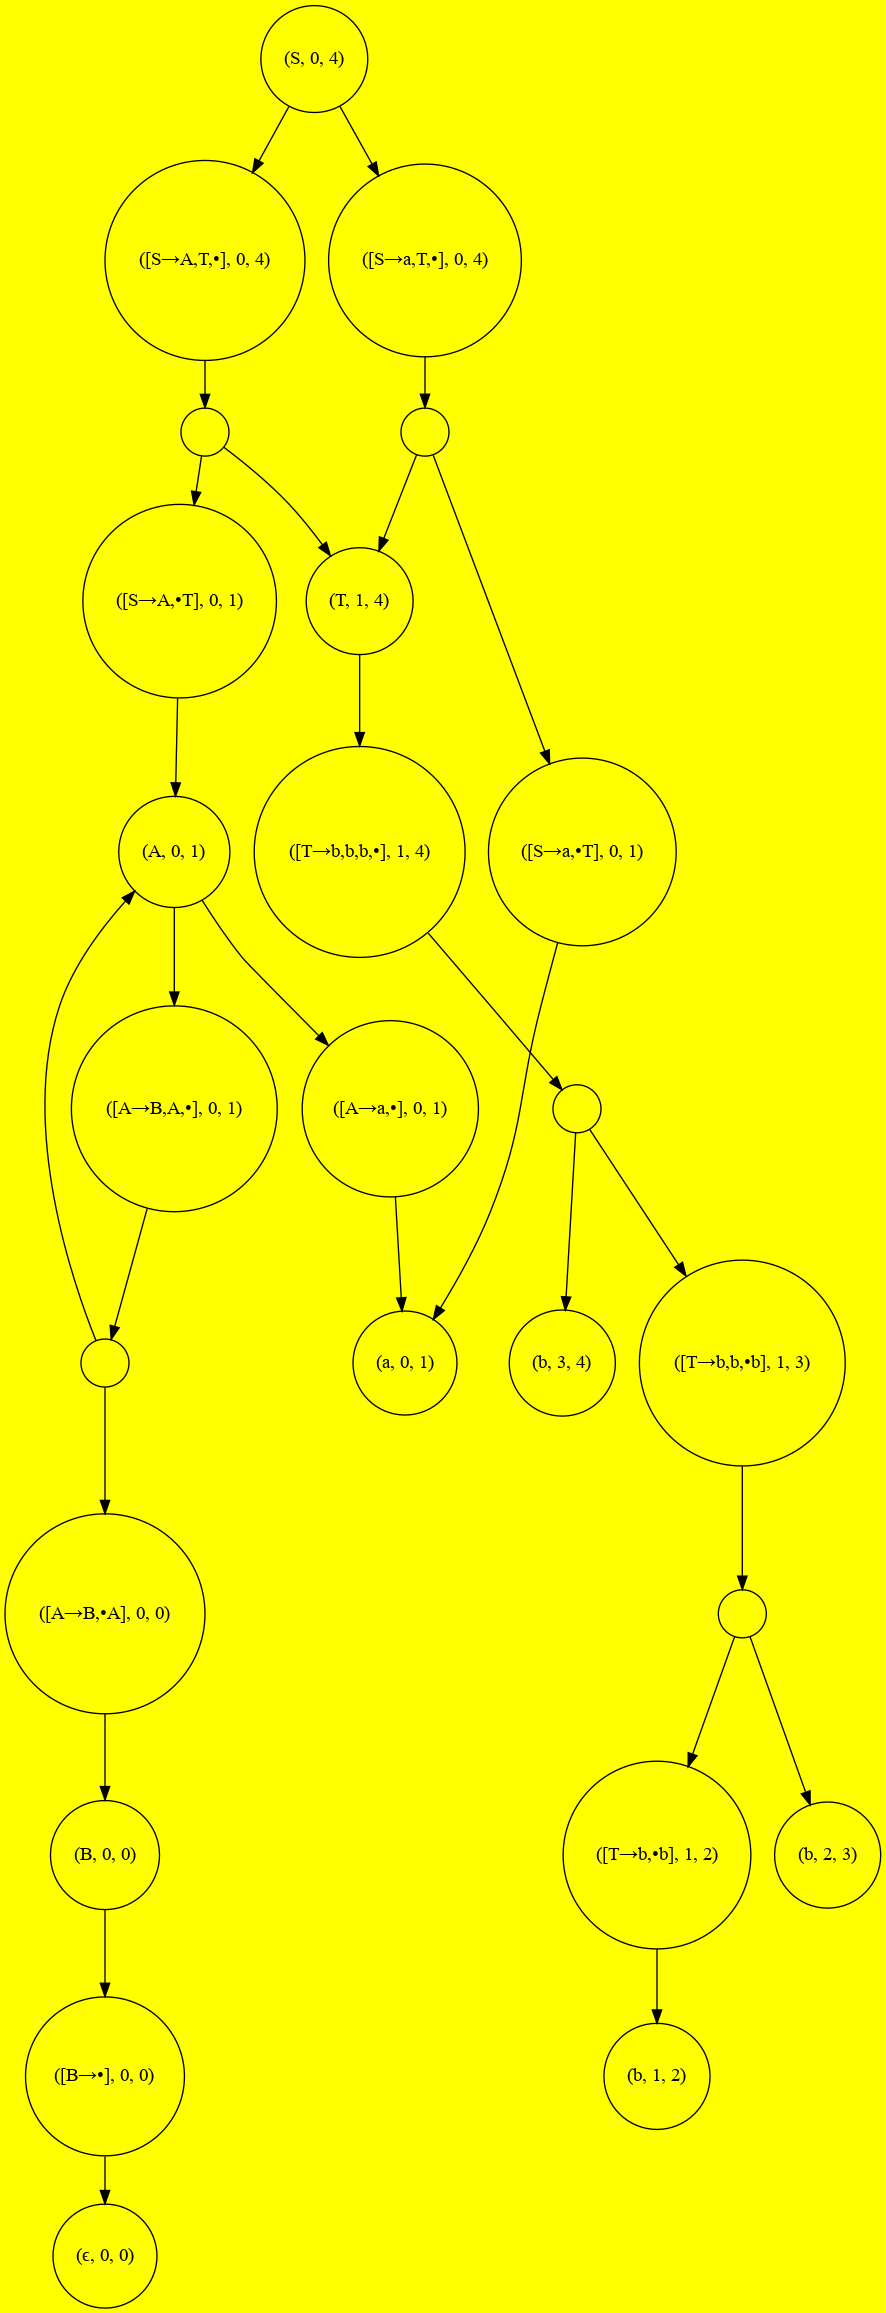 (S, 0, 4)
([S→A,T,•], 0, 4)
([S→a,T,•], 0, 4)
([S→A,•T], 0, 1)
(T, 1, 4)
(A, 0, 1)
([T→b,b,b,•], 1, 4)
([S→a,•T], 0, 1)
([A→B,A,•], 0, 1)
([A→a,•], 0, 1)
(a, 0, 1)
(b, 3, 4)
([T→b,b,•b], 1, 3)
([A→B,•A], 0, 0)
(B, 0, 0)
([T→b,•b], 1, 2)
(b, 2, 3)
([B→•], 0, 0)
(b, 1, 2)
(ϵ, 0, 0)